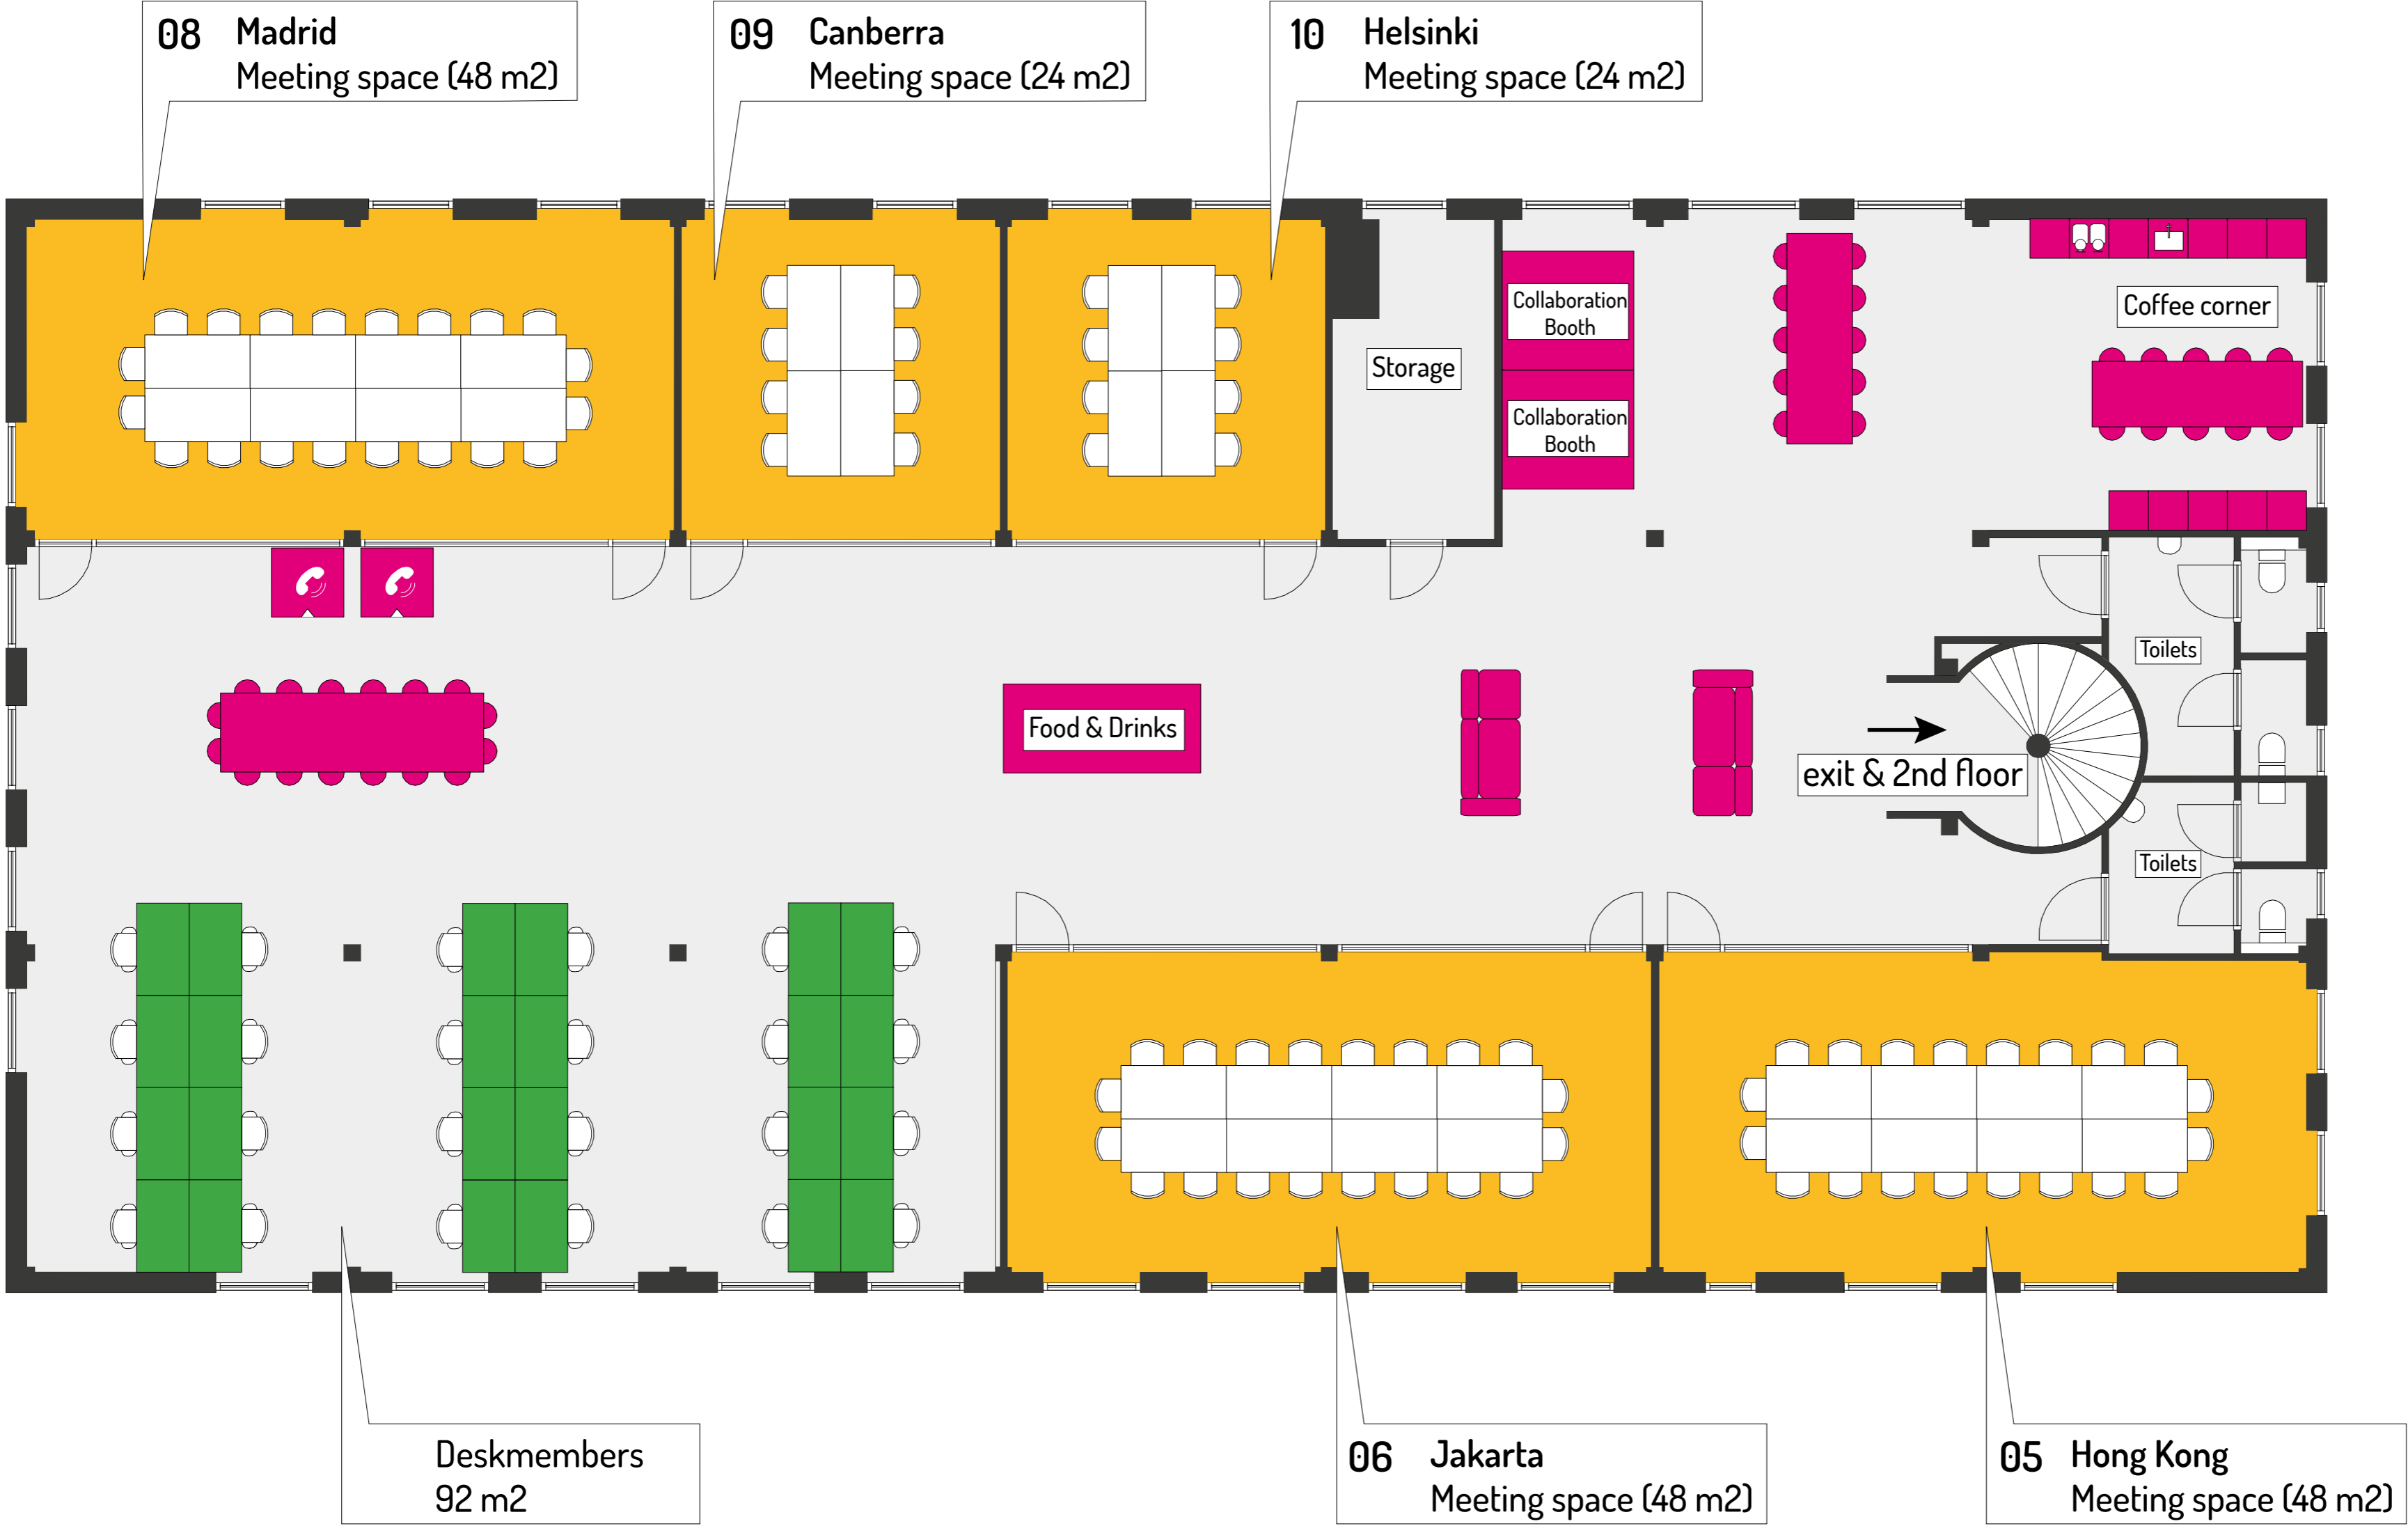 08 Madrid
Meeting space (48 m2)
09 Canberra
Meeting space (24 m2)
10 Helsinki
Meeting space (24 m2)
Collaboration
Booth
Coffee corner
Storage
Collaboration
Booth
Toilets
Food & Drinks
exit & 2nd floor
Toilets
Deskmembers
92 m2
06 Jakarta
Meeting space (48 m2)
05 Hong Kong
Meeting space (48 m2)